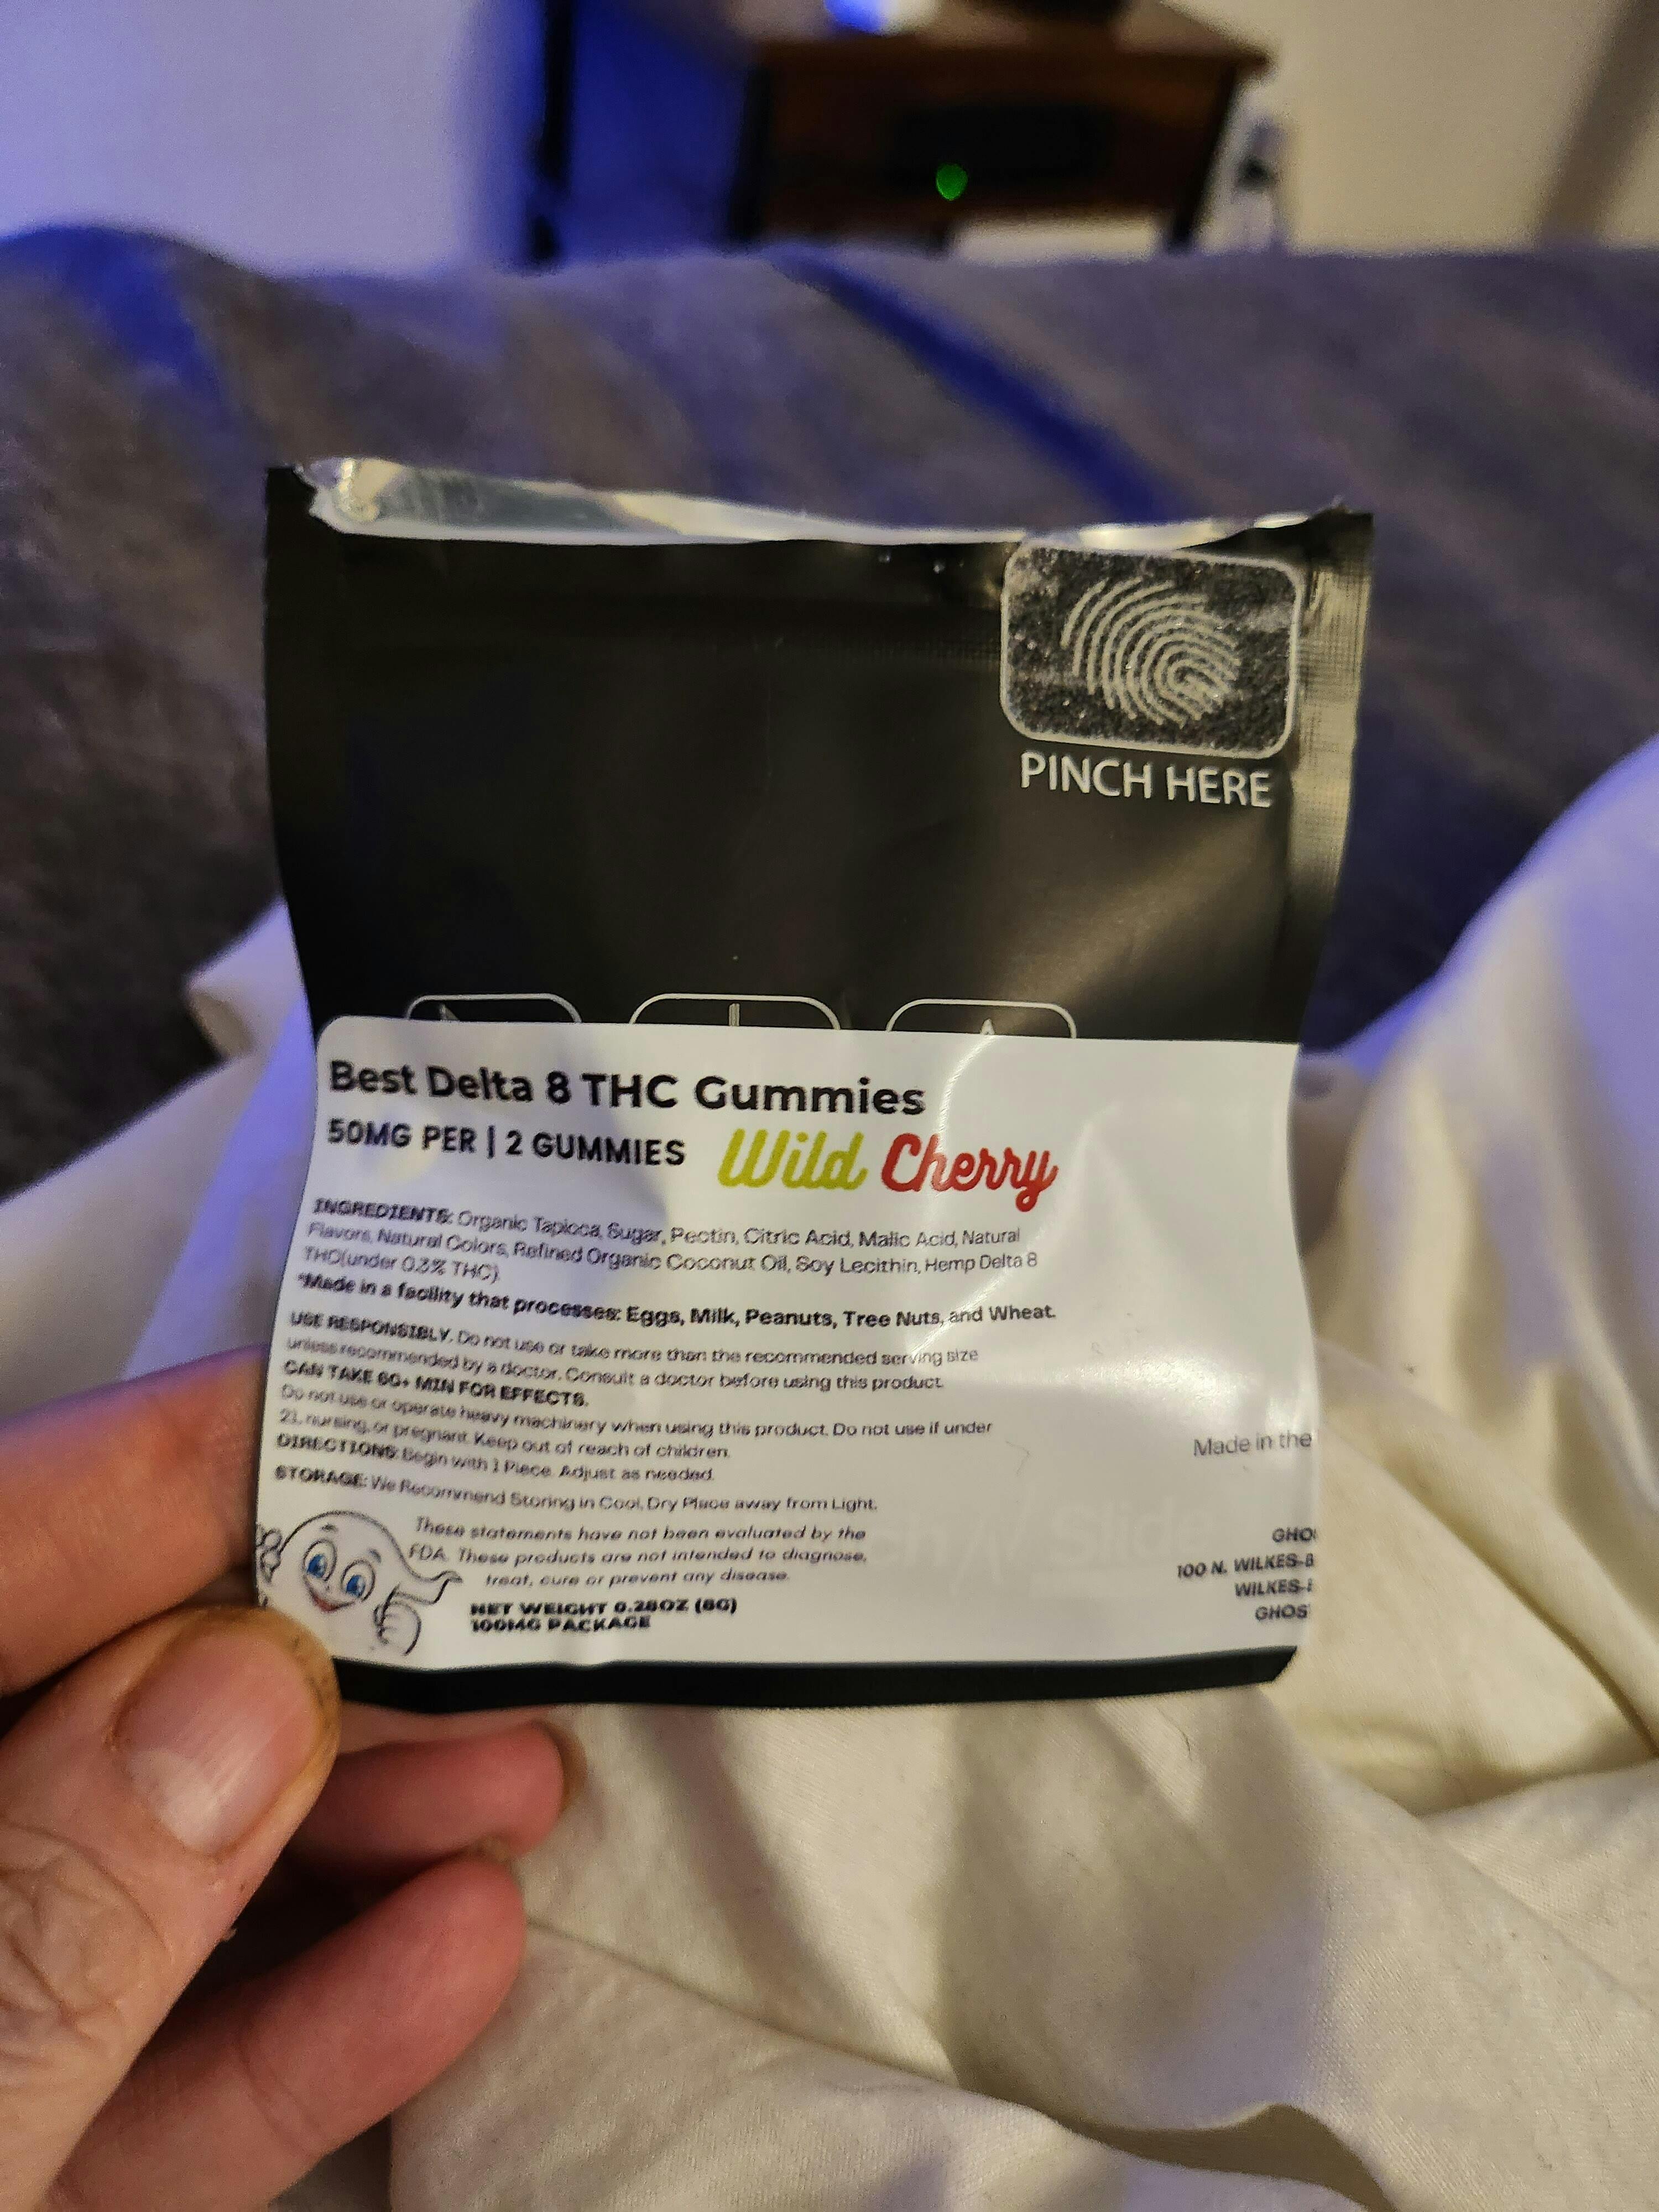 PINCH HERE
Best Delta 8 THC Gummies
50MG PER | 2 GUMMIES Wild Cherry
INGREDIENTS: Organic Tapioca, Sugar, Pectin, Citric Acid, Malic Acid, Natural
Flavors, Natural Colors, Refined Organic Coconut Oil, Soy Lecithin, Hemp Delta 8
THC(under 0.3% THC).
*Made in a facility that processes: Eggs, Milk, Peanuts, Tree Nuts, and Wheat.
USE RESPONSIBLY. Do not use or take more than the recommended serving size
unless recommended by a doctor. Consult a doctor before using this product.
CAN TAKE 60+ MIN FOR EFFECTS.
Do not use or operate heavy machinery when using this product. Do not use if under
21, nursing, or pregnant. Keep out of reach of children.
DIRECTIONS: Begin with 1 Piece. Adjust as needed.
STORAGE: We Recommend Storing in Cool, Dry Place away from Light.
These statements have not been evaluated by the
FDA. These products are not intended to diagnose,
treat, cure or prevent any disease.
NET WEIGHT 0.28OZ (8G)
100MG PACKAGE
Made in the
GHO
100 N. WILKES-B
WILKES-
GHOS